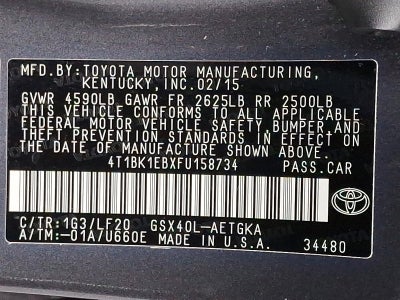 MFD.BY:TOYOTA MOTOR MANUFACTURING,
KENTUCKY,INC.02/15
GVWR 4590LB GAWR FR 2625LB RR 2500LB
THIS VEHICLE CONFORMS TO ALL APPLICABLE
FEDERAL MOTOR VEHICLE SAFETY, BUMPER,AND
THEFT PREVENTION STANDARDS IN EFFECT ON
THE DATE OF MANUFACTURE SHOWN ABOVE.
4T1BK1EBXFU158734 PASS.CAR
C/TR:1G3/LF20 GSX40L-AETGKA
A/TM:-01A/U660E MADE IN U.S.A. 34480
TOYOTA